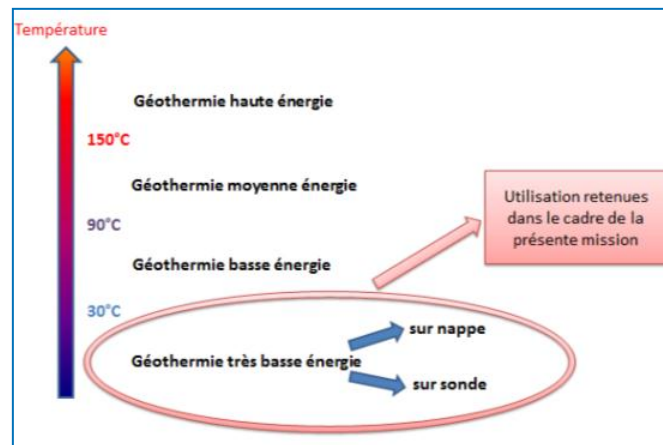 Température
Géothermie haute énergie
150°C
Géothermie moyenne énergie
Utilisation retenues
dans le cadre de la
présente mission
90°C
Géothermie basse énergie
30°C
sur nappe
Géothermie très basse énergie
sur sonde